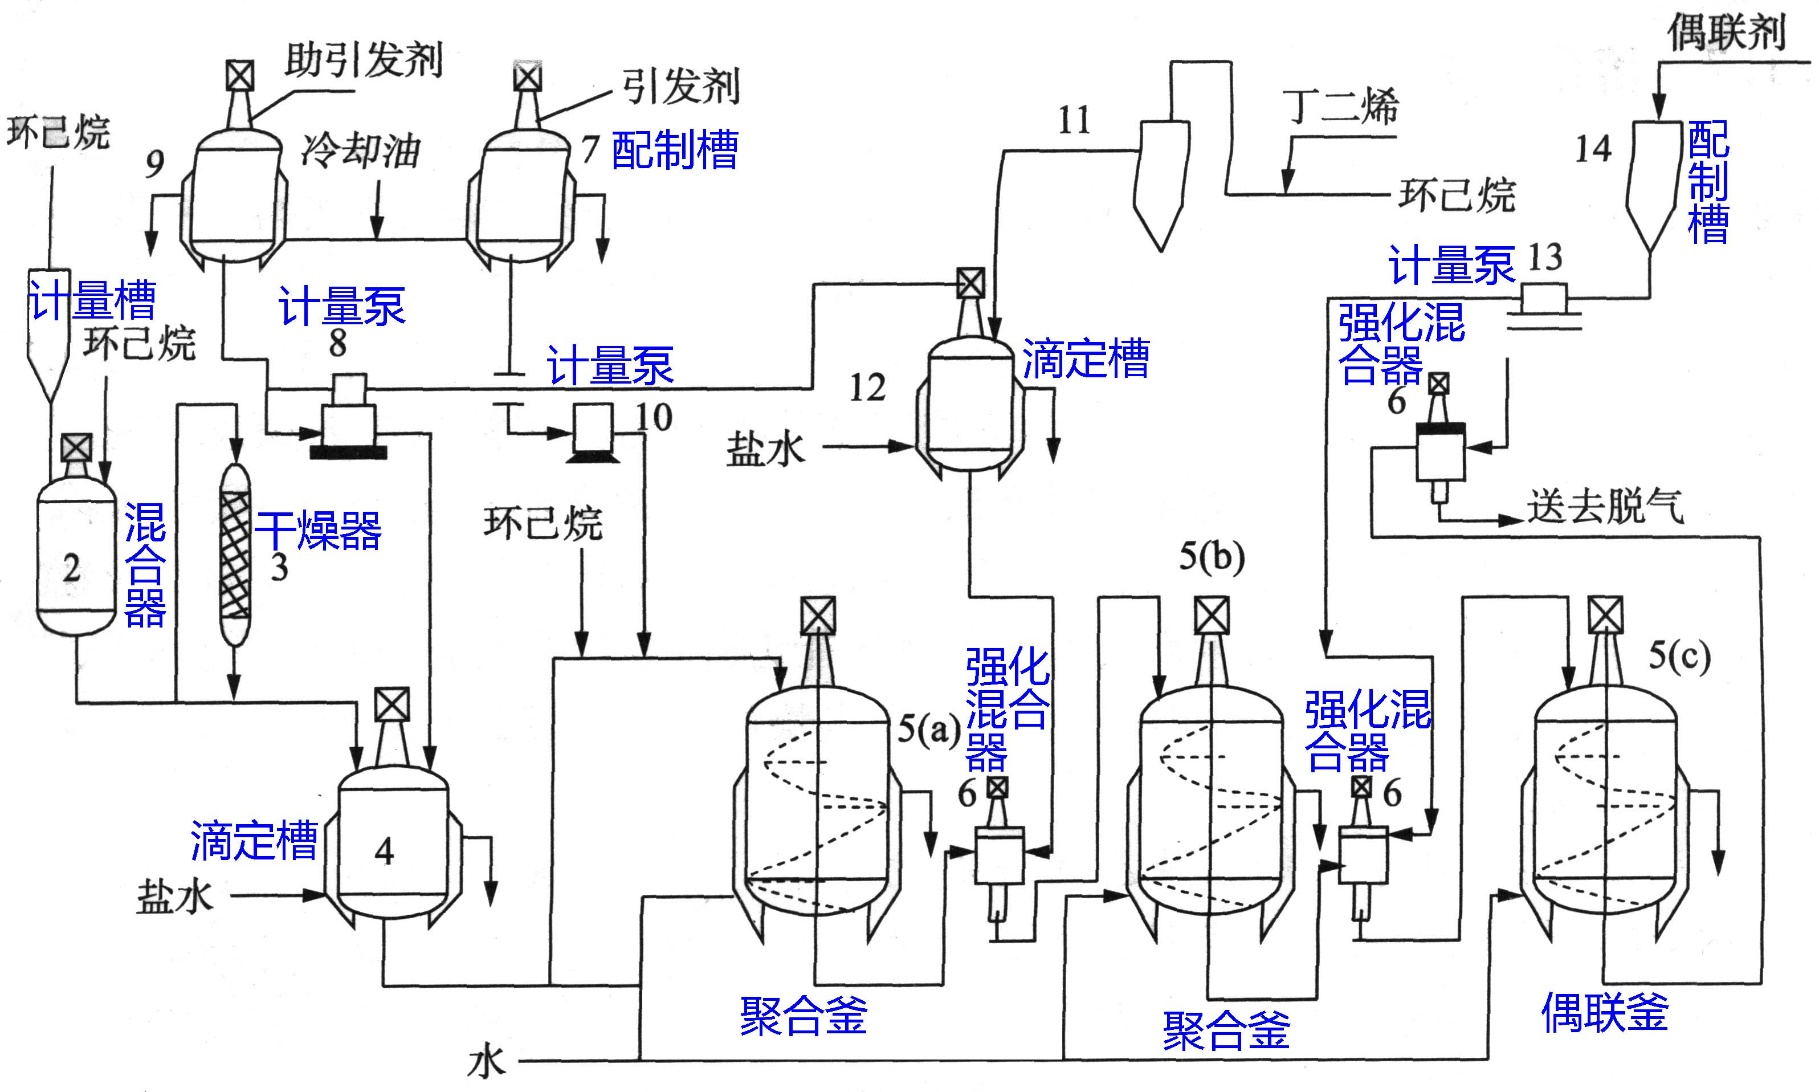 偶联剂
助引发剂
引发剂
环己烷
9
冷却油
7
配制槽
11
丁二烯
环己烷
14
配
制
槽
计量槽
环己烷
计量泵
8
计量泵
10
12
滴定槽
盐水
计量泵
13
强化混
合器
6
送去脱气
2
混
合
器
干燥器
3
环己烷
5(b)
5(a)
强化
混合
器
6
强化混
合器
6
5(c)
滴定槽
4
盐水
聚合釜
聚合釜
偶联釜
水